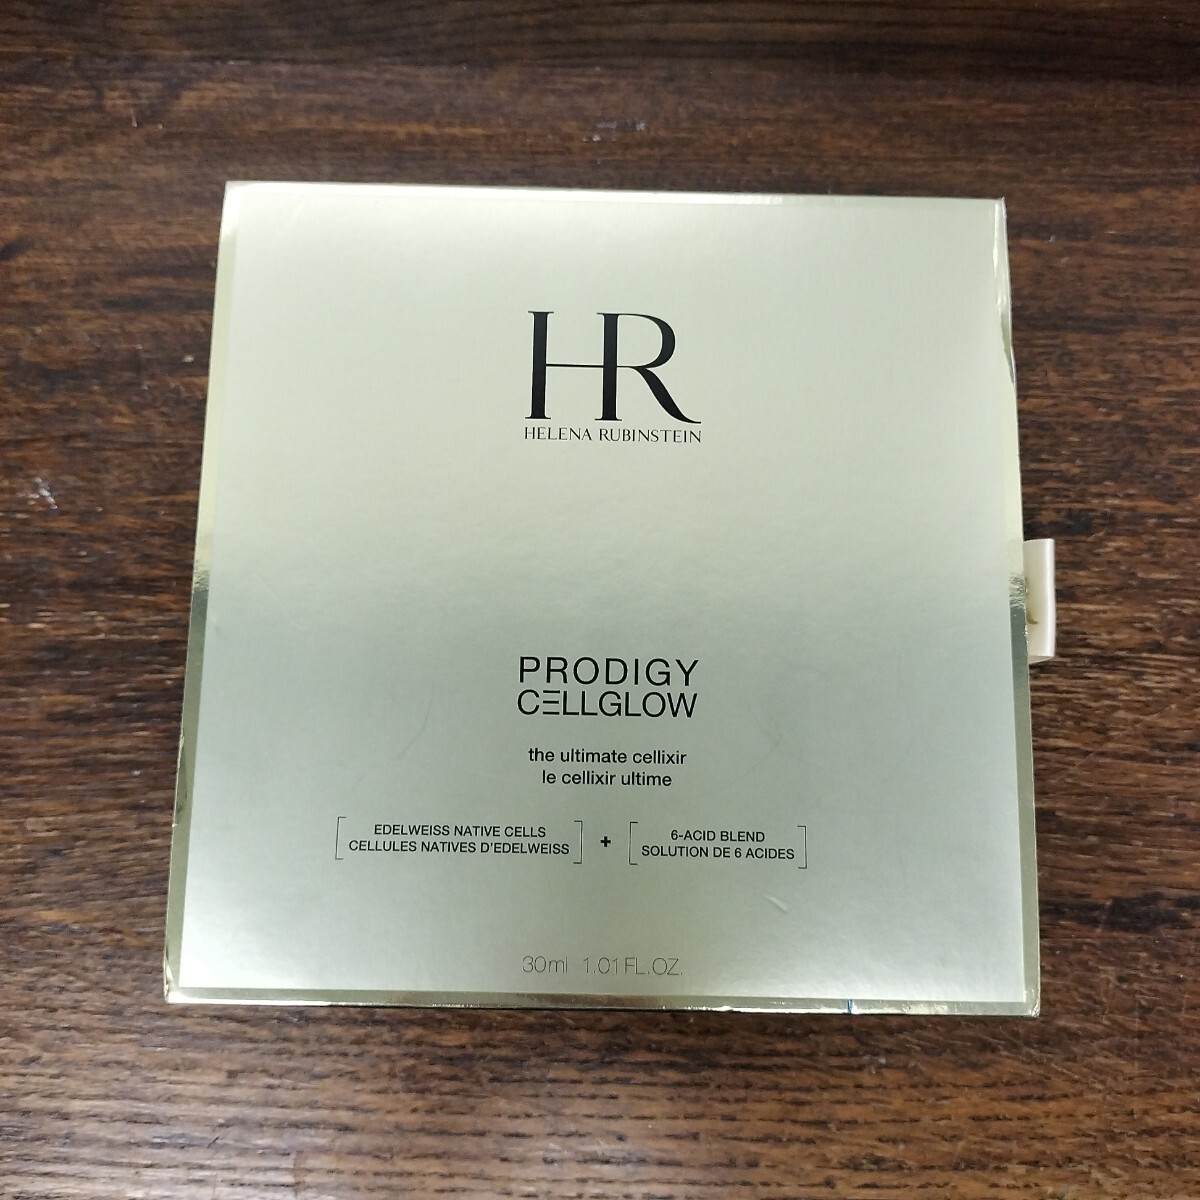 HR
HELENA RUBINSTEIN
PRODIGY
CELLGLOW
the ultimate cellixir
le cellixir ultime
EDELWEISS NATIVE CELLS
CELLULES NATIVES D'EDELWEISS
+
6-ACID BLEND
SOLUTION DE 6 ACIDES
30ml 1.01 FL.OZ.